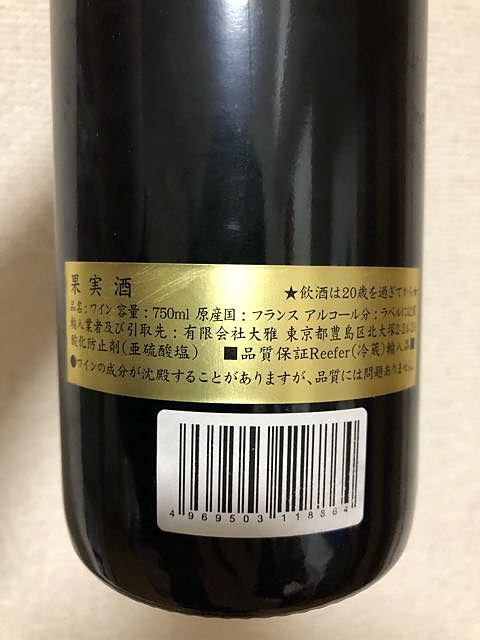 果実酒 ★飲酒は20歳を過ぎてから
品名:ワイン 容量:750ml 原産国:フランス アルコール分:ラベルに記載
輸入業者及び引取先:有限会社大雅 東京都豊島区北大塚
酸化防止剤(亜硫酸塩) ■品質保証Reefer(冷蔵)輸入品■
●ワインの成分が沈殿することがありますが、品質には問題ありません
4 969503 118864